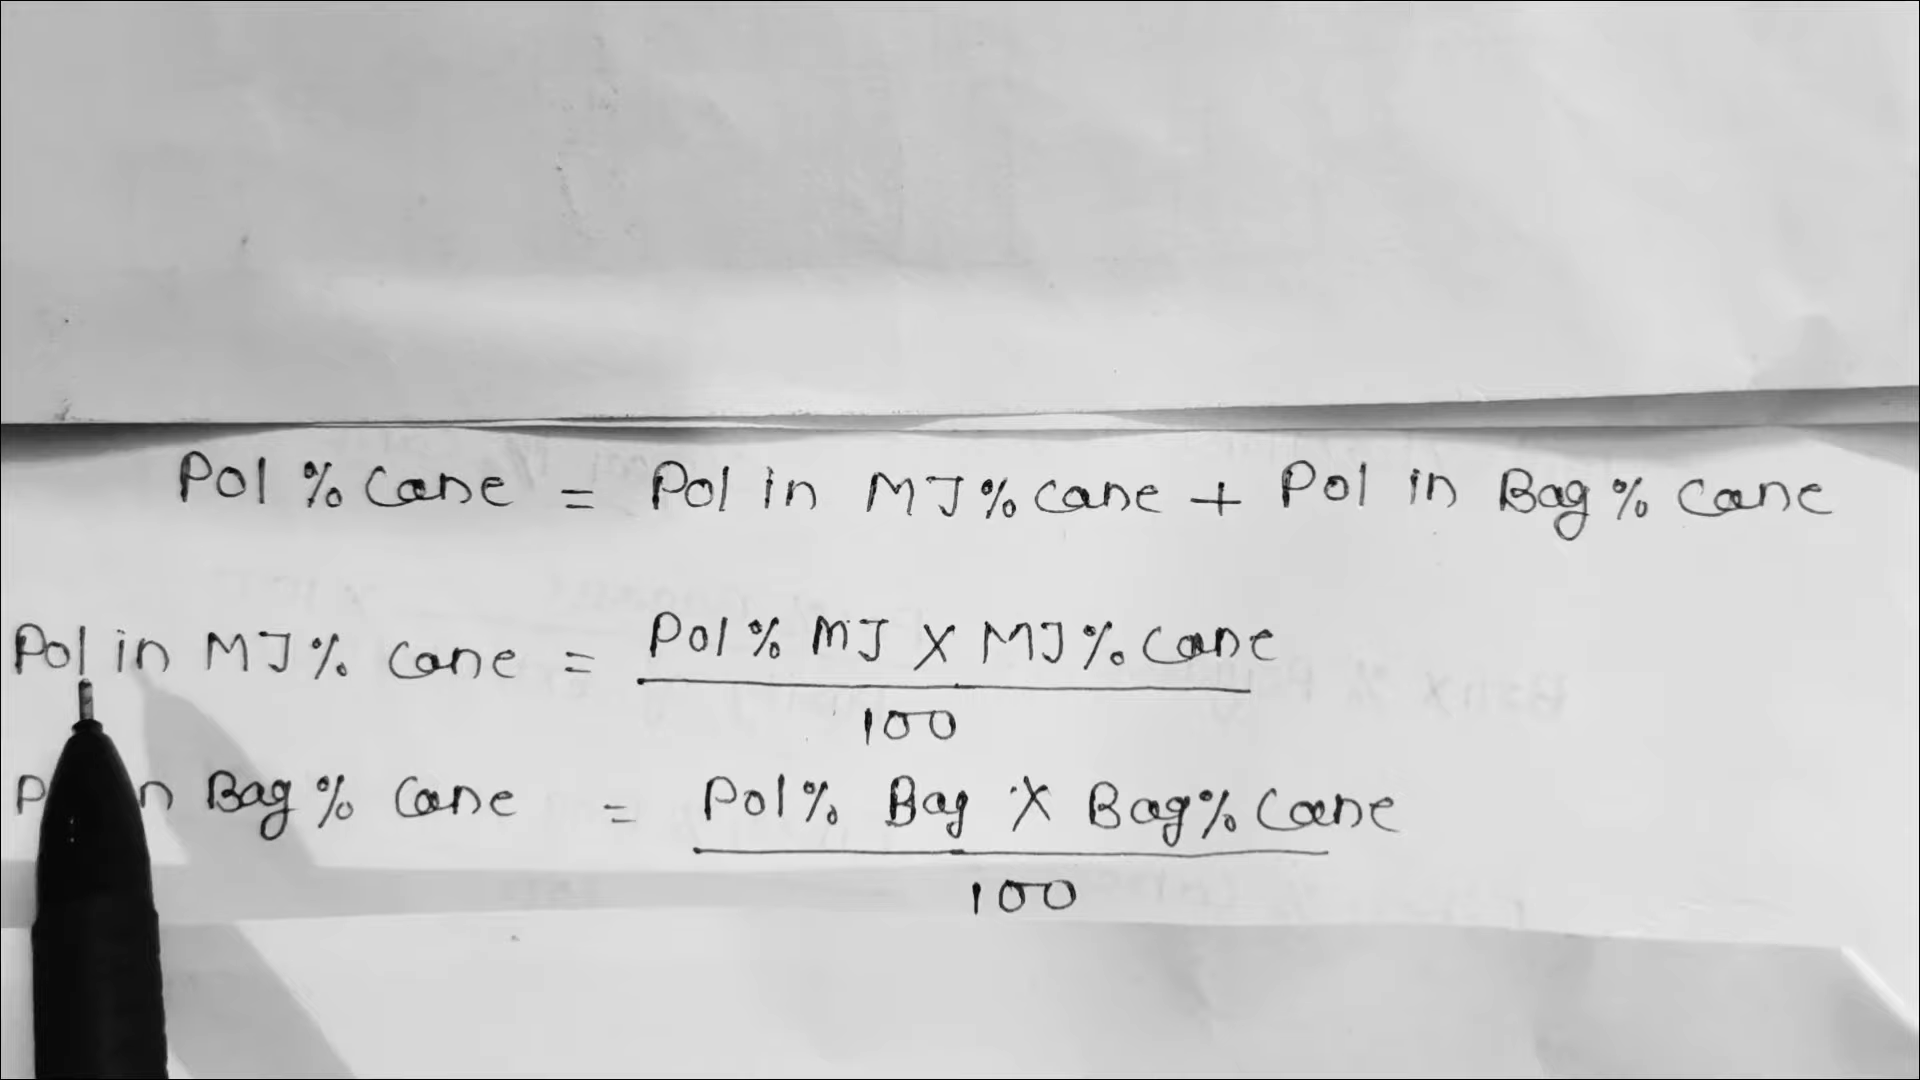 Pol % Cane = Pol in MJ % cane + Pol in Bag % Cane
Pol in MJ % Cane = Pol % MJ X MJ % Cane
100
n Bag % Cane = Pol % Bag X Bag % Cane
100